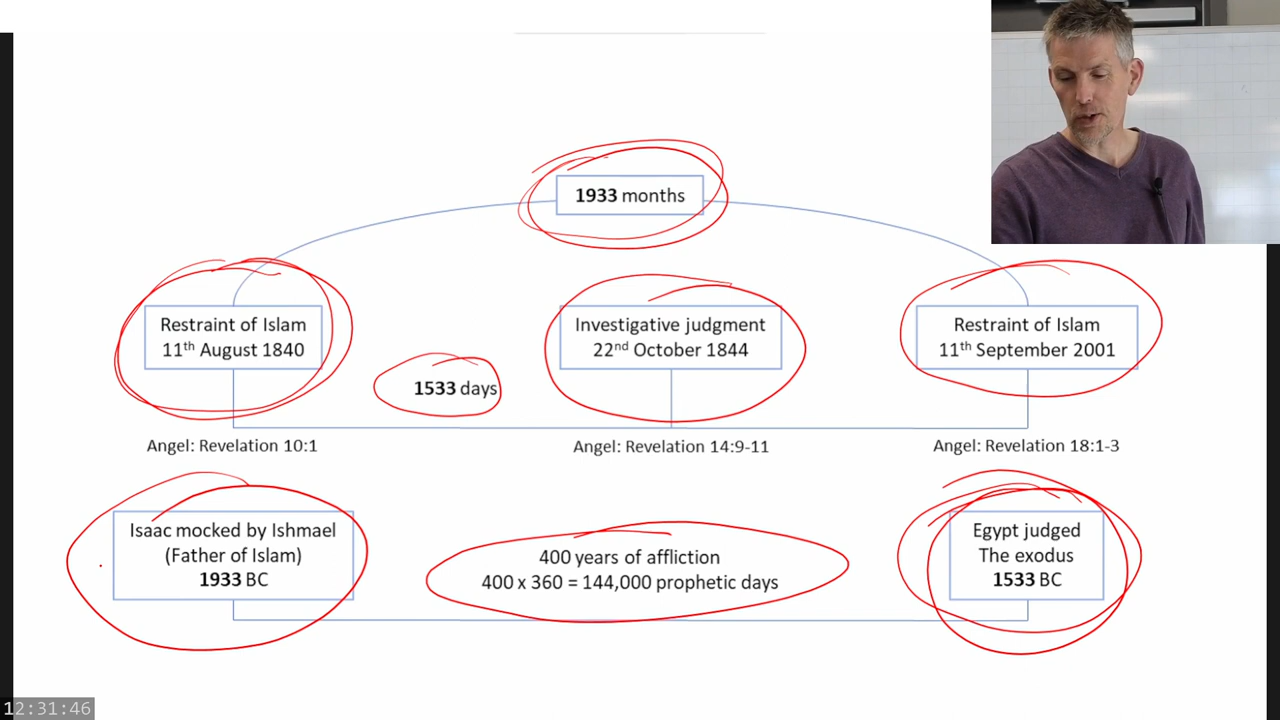 1933 months
Restraint of Islam
11th August 1840
Investigative judgment
22nd October 1844
Restraint of Islam
11th September 2001
1533 days
Angel: Revelation 10:1
Angel: Revelation 14:9-11
Angel: Revelation 18:1-3
Isaac mocked by Ishmael
(Father of Islam)
1933 BC
400 years of affliction
400 x 360 = 144,000 prophetic days
Egypt judged
The exodus
1533 BC
12:31:46